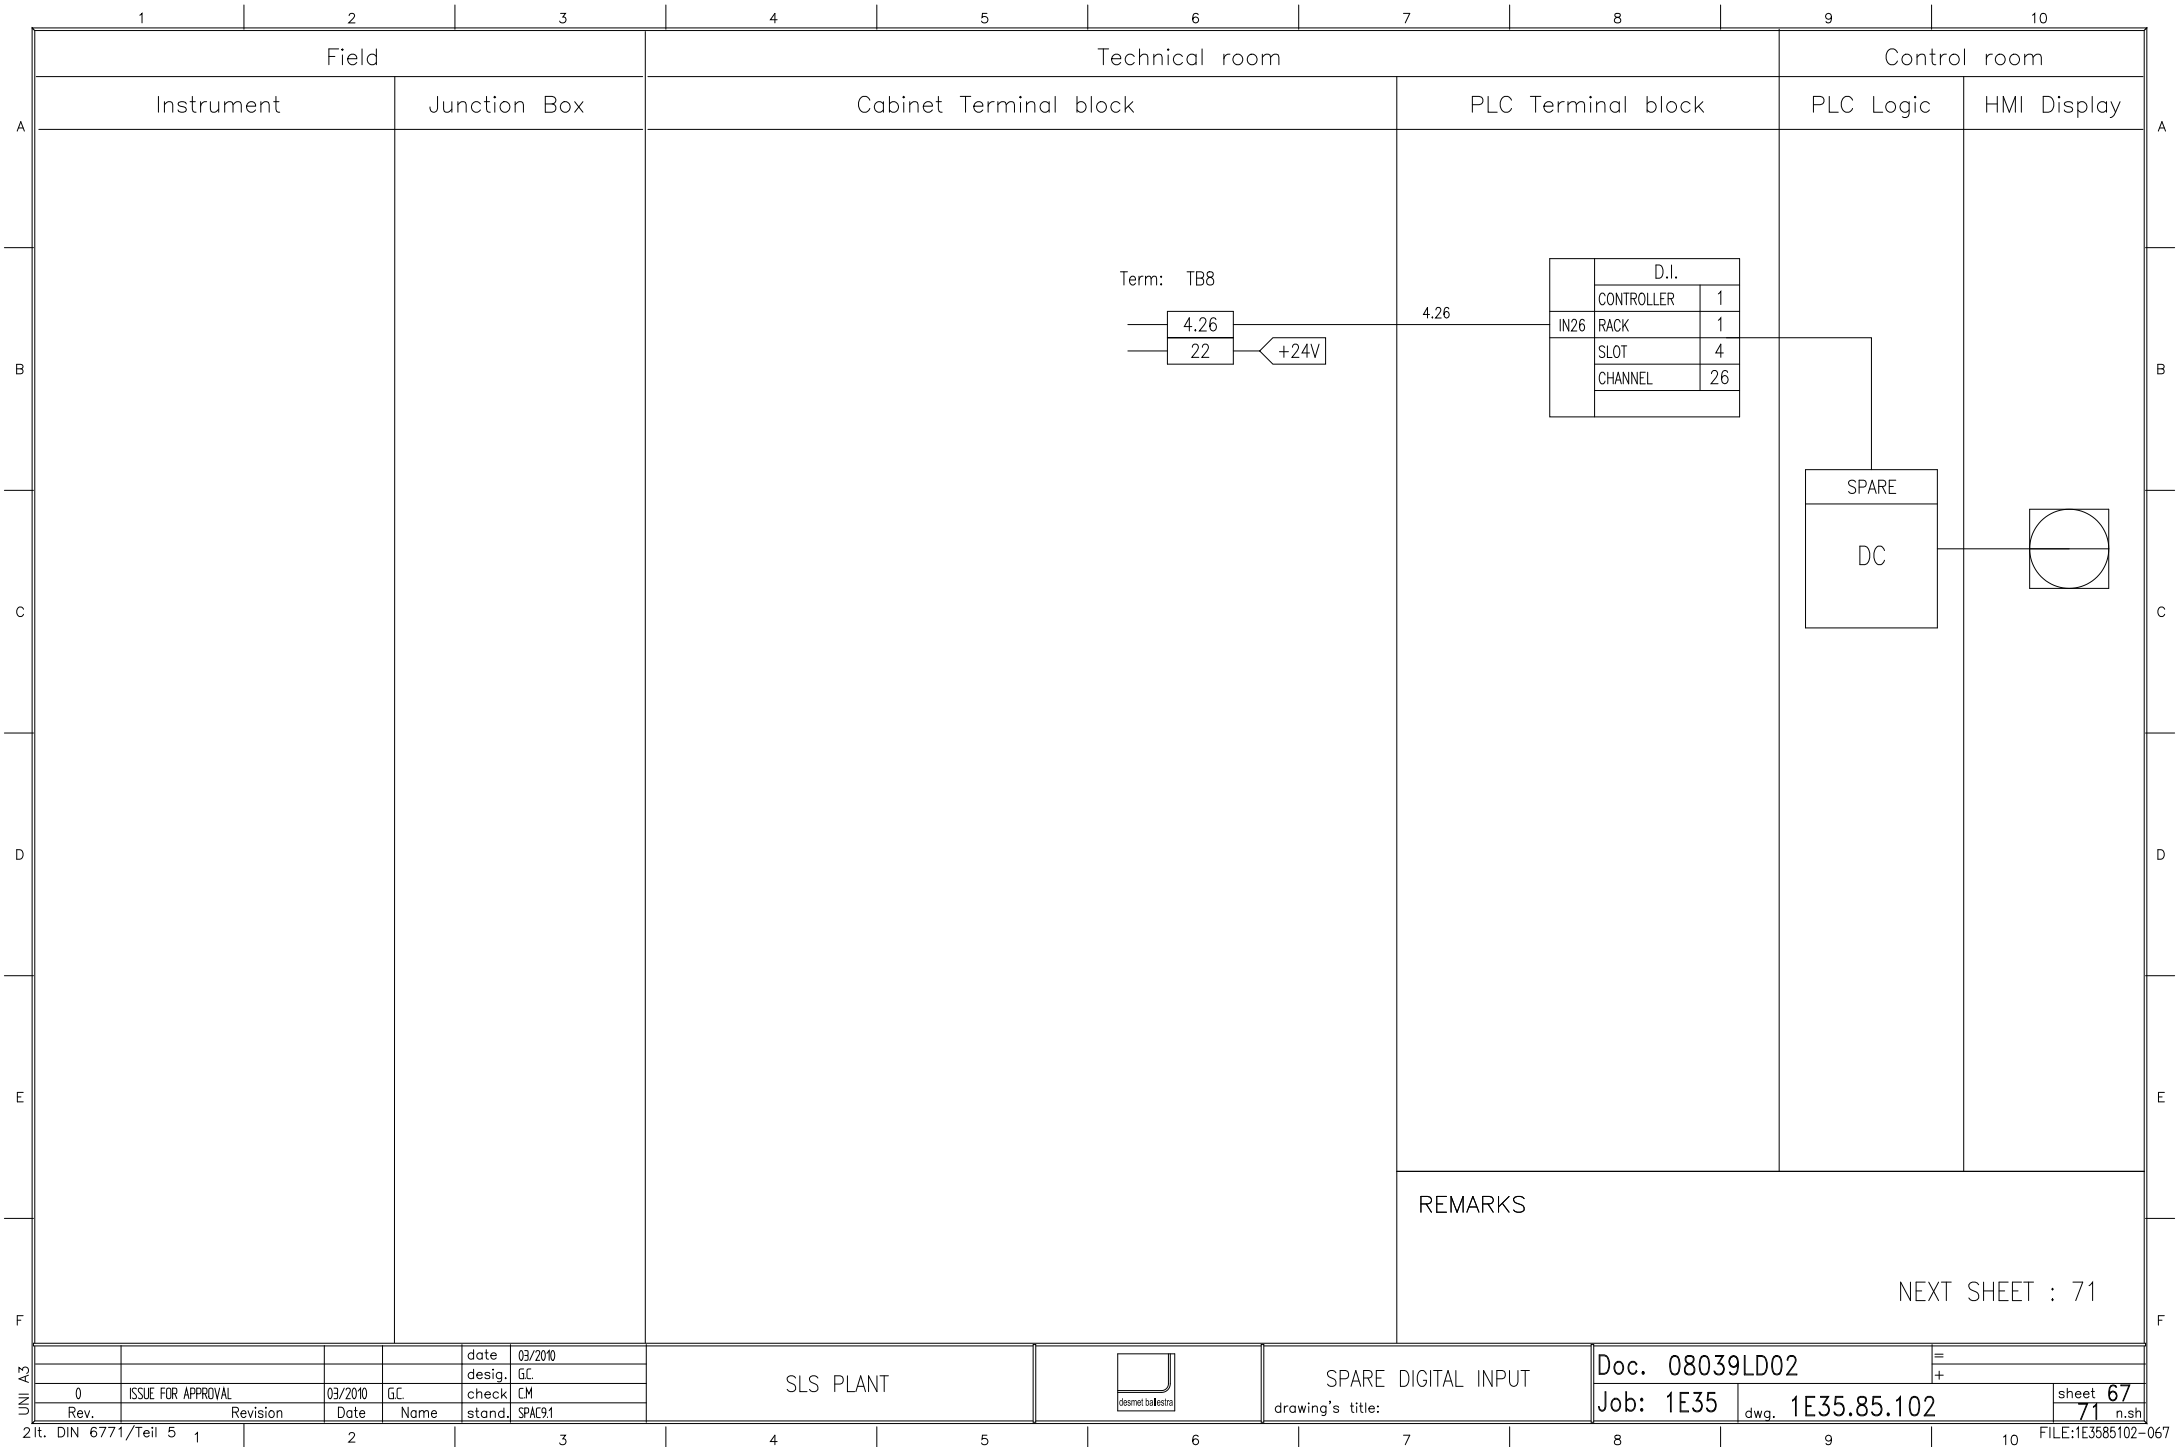 1 2 3 4 5 6 7 8 9 10
Field Technical room Control room
Instrument Junction Box Cabinet Terminal block PLC Terminal block PLC Logic HMI Display
A A
Term: TB8
D.I.
CONTROLLER 1
4.26 4.26 IN26 RACK 1
22 +24V SLOT 4
B B
CHANNEL 26
SPARE
DC
C C
D D
E E
REMARKS
NEXT SHEET : 71
F F
UNI A3
date 03/2010
desig. G.C.
0 ISSUE FOR APPROVAL 03/2010 G.C. check C.M
Rev. Revision Date Name stand. SPAC9.1
SLS PLANT
desmet ballestra
SPARE DIGITAL INPUT
drawing's title:
Doc. 08039LD02 =
+
Job: 1E35 dwg. 1E35.85.102 sheet 67
71 n.sh
2lt. DIN 6771/Teil 5 1 2 3 4 5 6 7 8 9 10 FILE:1E3585102-067